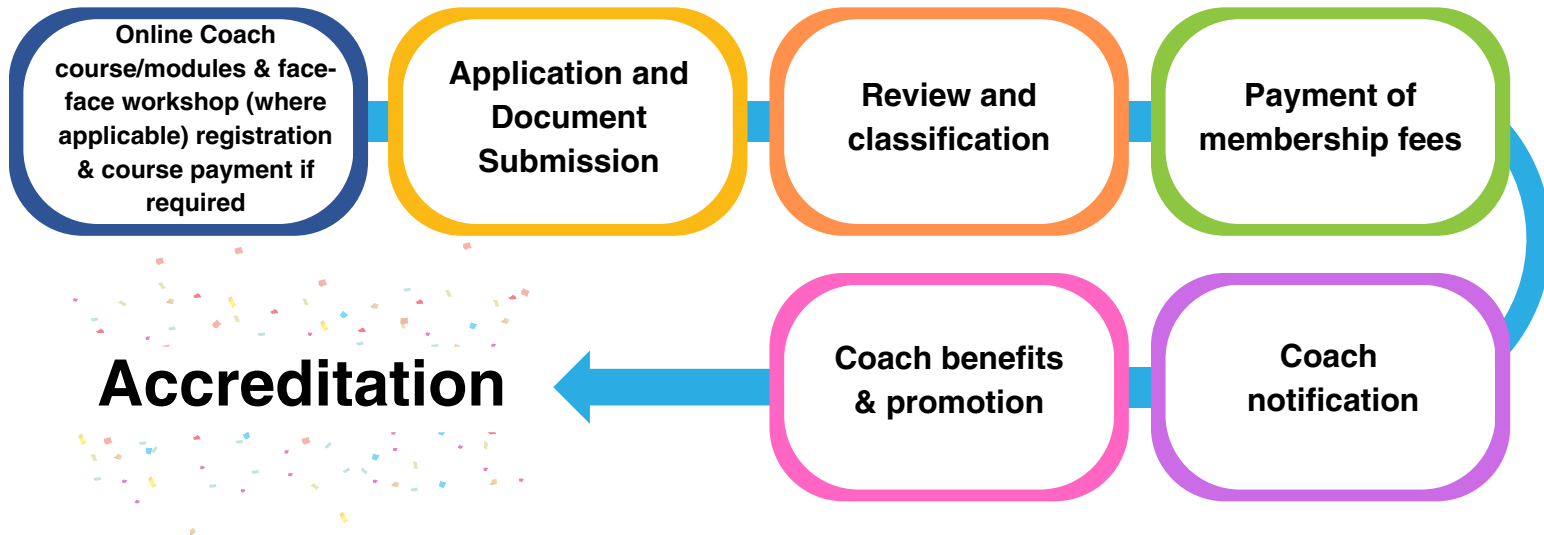 Online Coach
course/modules & face-
face workshop (where
applicable) registration
& course payment if
required
Application and
Document
Submission
Review and
classification
Payment of
membership fees
Coach
notification
Coach benefits
& promotion
Accreditation